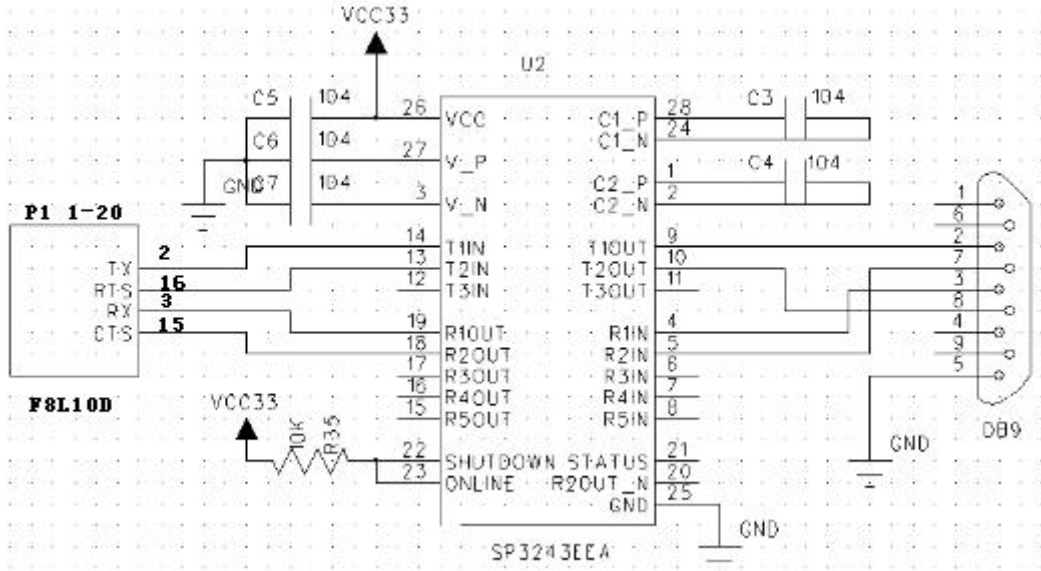 VCC33
U2
C5 104
C6 104
C7 104
GND
26 VCC
27 V_P
3 V_N
14 T1IN
13 T2IN
12 T3IN
19 R1OUT
18 R2OUT
17 R3OUT
16 R4OUT
15 R5OUT
22 SHUTDOWN
23 ONLINE
C1_P 28
C1_N 24
C2_P 1
C2_N 2
T1OUT 9
T2OUT 10
T3OUT 11
R1IN 4
R2IN 5
R3IN 6
R4IN 7
R5IN 8
STATUS 21
R2OUT_N 20
GND 25
SP3243EEA
C3 104
C4 104
P1 1-20
TX 2
RTS 16
RX 3
CTS 15
F8L10D
VCC33
10K
R35
1
6
2
7
3
8
4
9
5
DB9
GND
GND